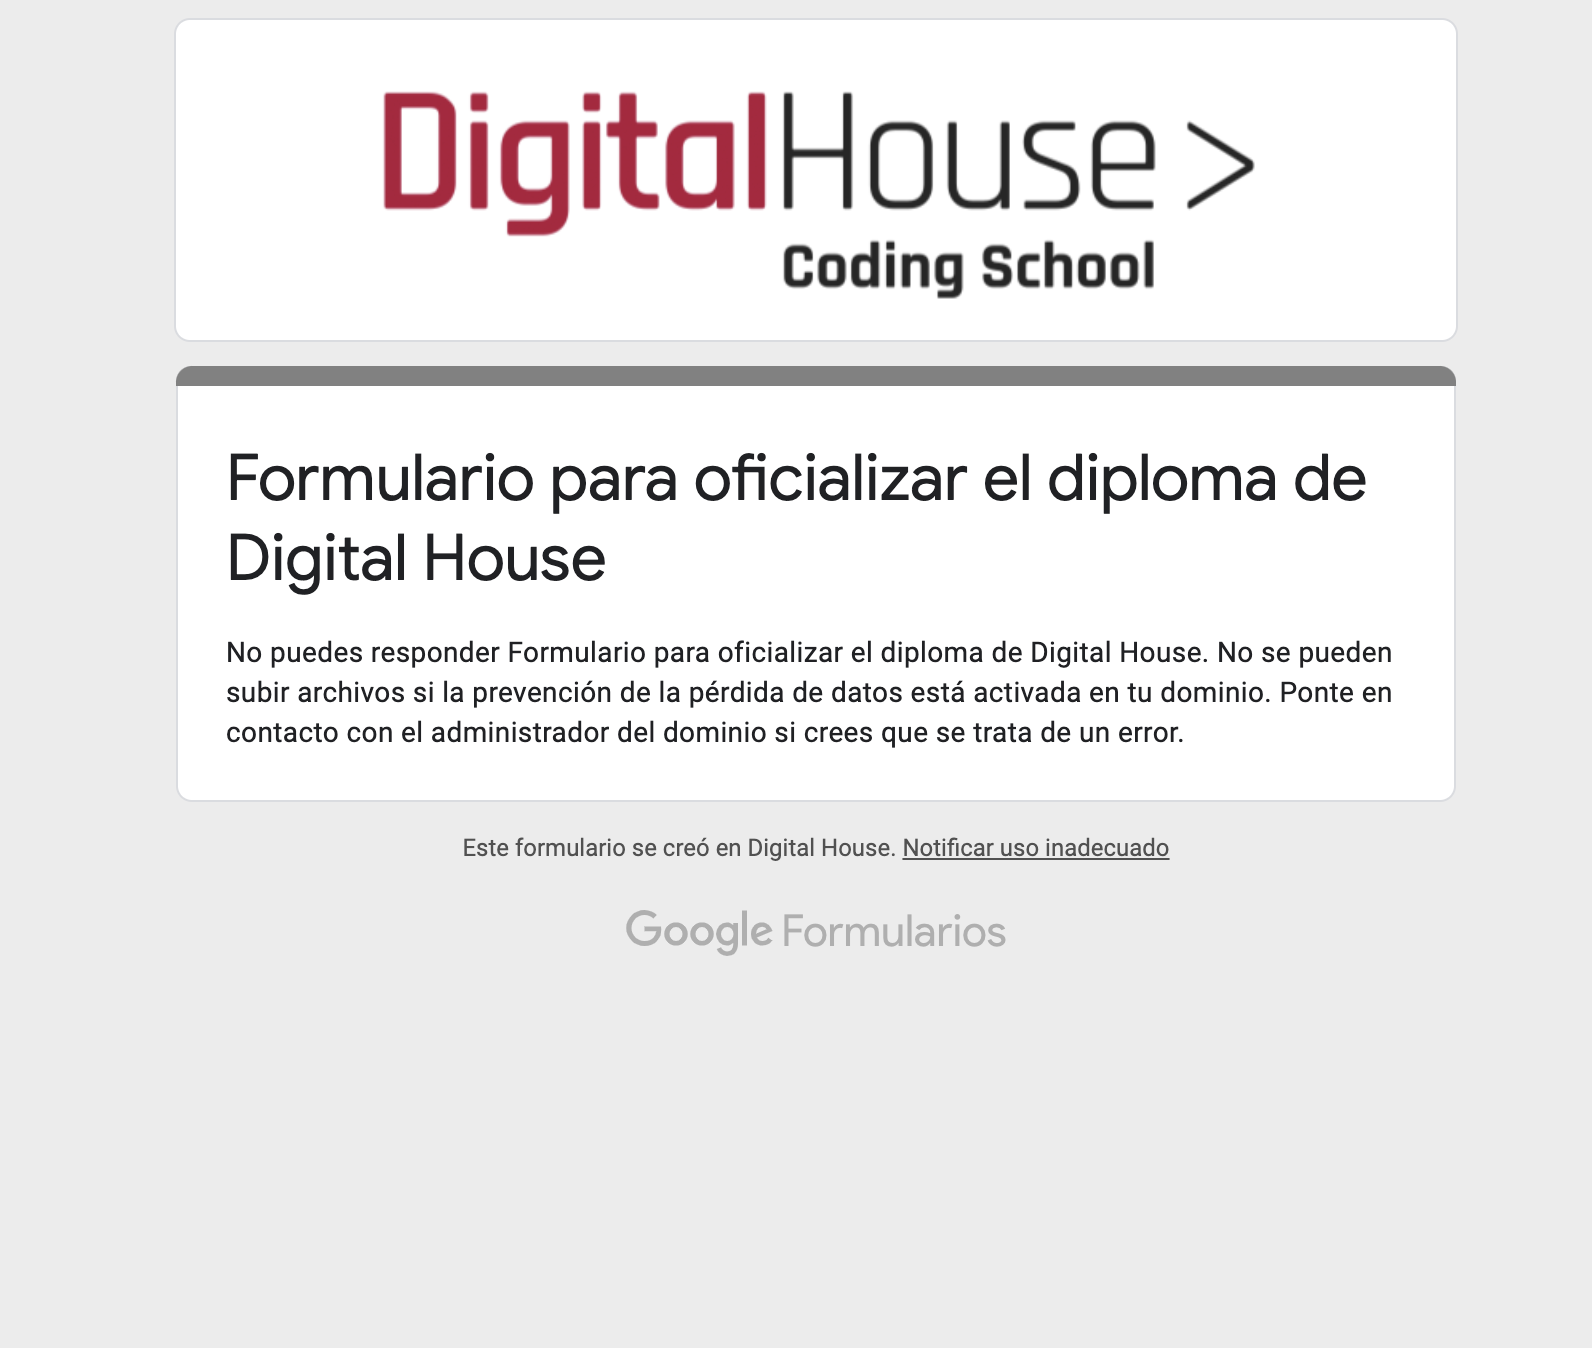 DigitalHouse>
Coding School
Formulario para oficializar el diploma de
Digital House
No puedes responder Formulario para oficializar el diploma de Digital House. No se pueden
subir archivos si la prevención de la pérdida de datos está activada en tu dominio. Ponte en
contacto con el administrador del dominio si crees que se trata de un error.
Este formulario se creó en Digital House. Notificar uso inadecuado
Google Formularios